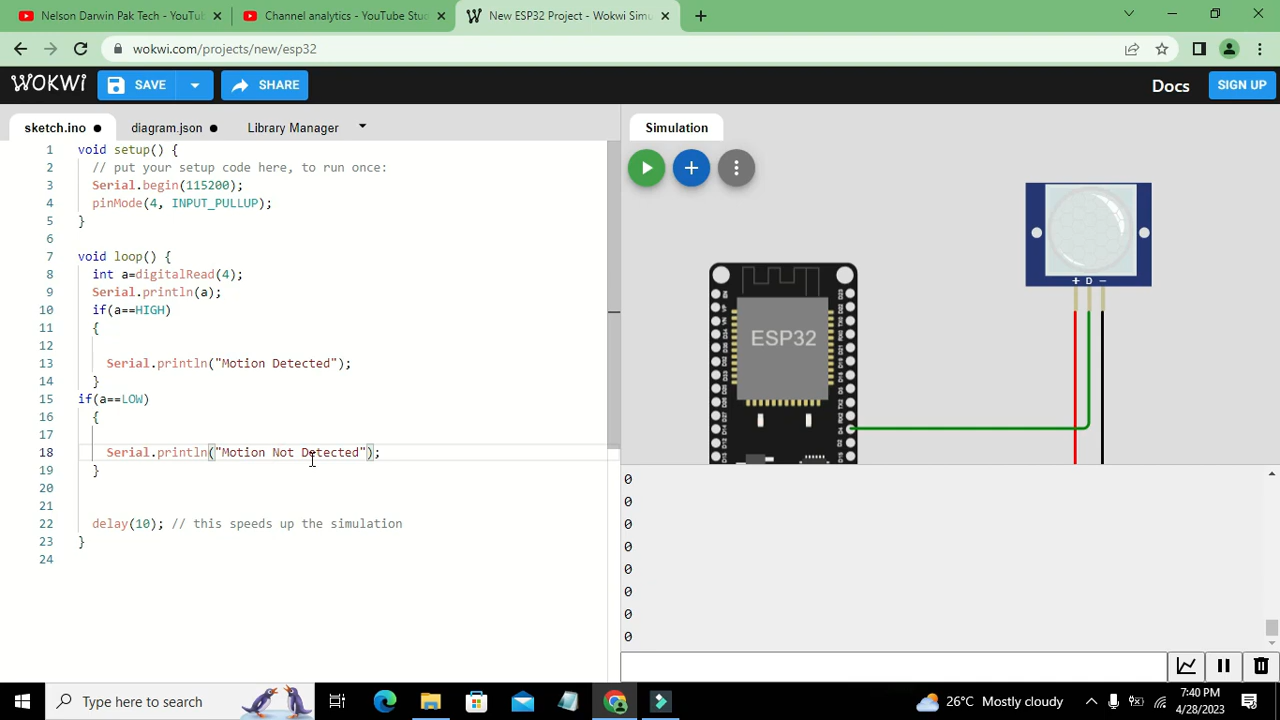 Nelson Darwin Pak Tech - YouTub
Channel analytics - YouTube Stud
New ESP32 Project - Wokwi Simu
wokwi.com/projects/new/esp32
WOKWI
SAVE
SHARE
Docs
SIGN UP
sketch.ino
diagram.json
Library Manager
Simulation
1 void setup() {
2 // put your setup code here, to run once:
3 Serial.begin(115200);
4 pinMode(4, INPUT_PULLUP);
5 }
6
7 void loop() {
8 int a=digitalRead(4);
9 Serial.println(a);
10 if(a==HIGH)
11 {
12
13 Serial.println("Motion Detected");
14 }
15 if(a==LOW)
16 {
17
18 Serial.println("Motion Not Detected");
19 }
20
21
22 delay(10); // this speeds up the simulation
23 }
24
+ D -
ESP32
0
0
0
0
0
0
0
0
Type here to search
26°C Mostly cloudy
7:40 PM
4/28/2023